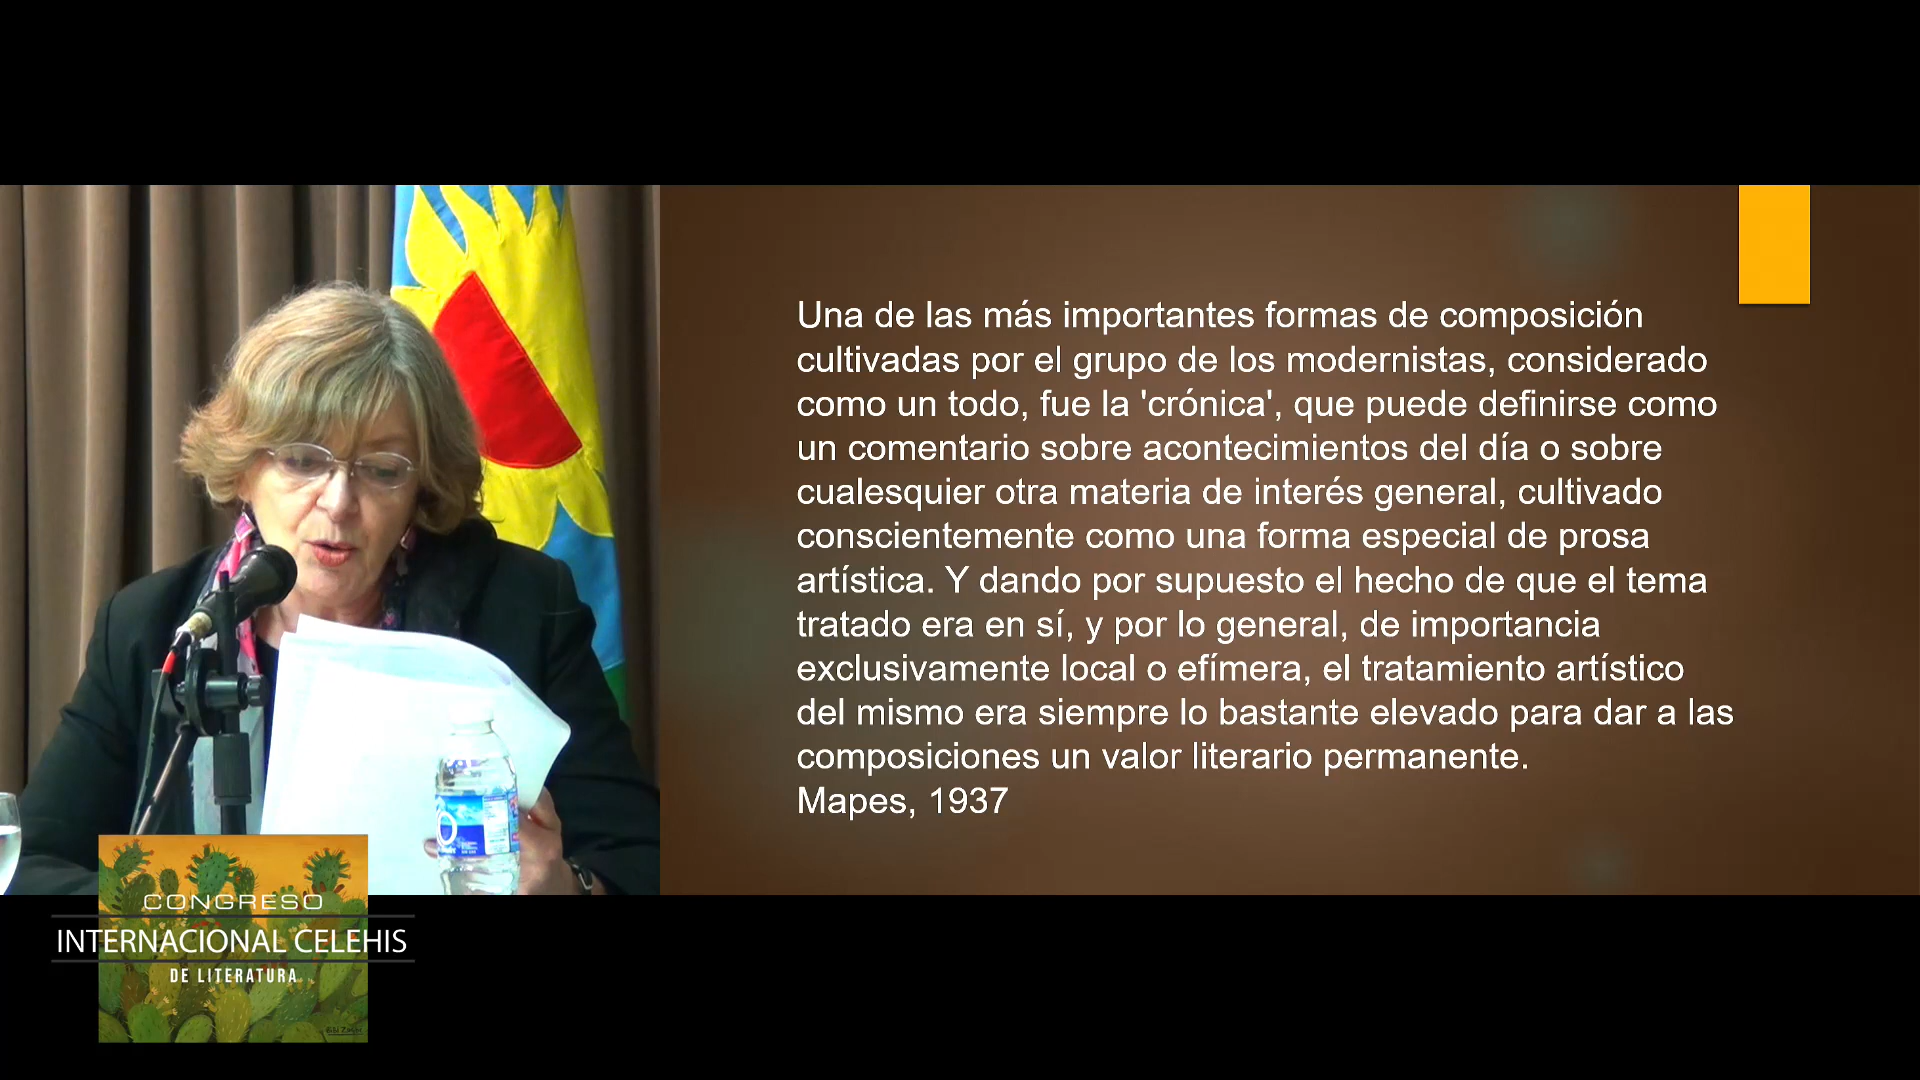 Una de las más importantes formas de composición
cultivadas por el grupo de los modernistas, considerado
como un todo, fue la 'crónica', que puede definirse como
un comentario sobre acontecimientos del día o sobre
cualesquier otra materia de interés general, cultivado
conscientemente como una forma especial de prosa
artística. Y dando por supuesto el hecho de que el tema
tratado era en sí, y por lo general, de importancia
exclusivamente local o efímera, el tratamiento artístico
del mismo era siempre lo bastante elevado para dar a las
composiciones un valor literario permanente.
Mapes, 1937
CONGRESO
INTERNACIONAL CELEHIS
DE LITERATURA